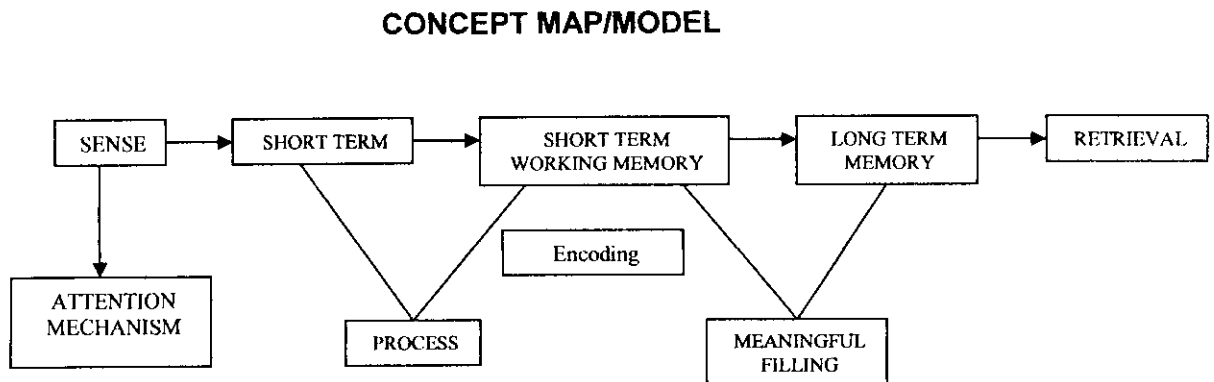 CONCEPT MAP/MODEL
SENSE
SHORT TERM
SHORT TERM
WORKING MEMORY
LONG TERM
MEMORY
RETRIEVAL
Encoding
ATTENTION
MECHANISM
PROCESS
MEANINGFUL
FILLING